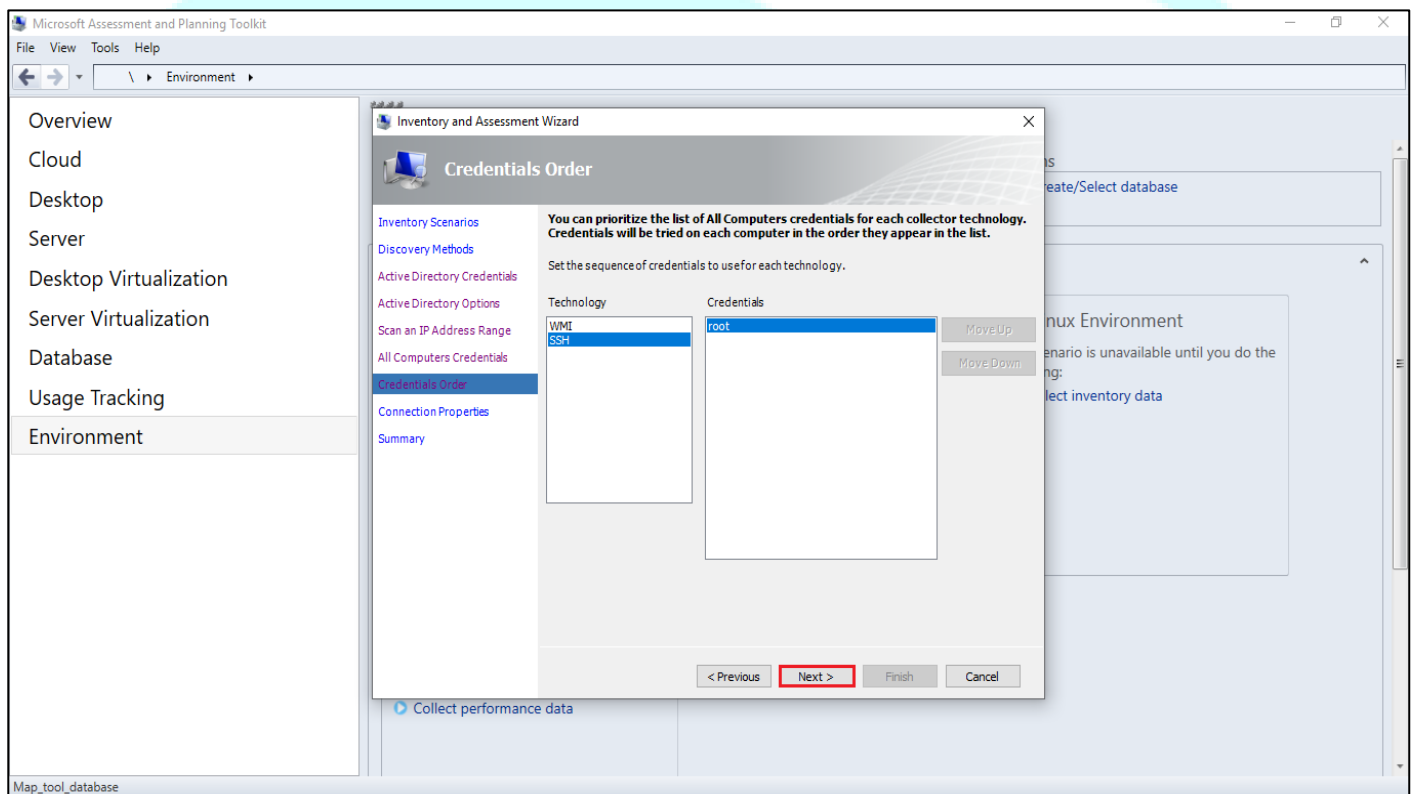 Microsoft Assessment and Planning Toolkit
File View Tools Help
\ Environment
Overview
Cloud
Desktop
Server
Desktop Virtualization
Server Virtualization
Database
Usage Tracking
Environment
Inventory and Assessment Wizard
Credentials Order
Inventory Scenarios
Discovery Methods
Active Directory Credentials
Active Directory Options
Scan an IP Address Range
All Computers Credentials
Credentials Order
Connection Properties
Summary
You can prioritize the list of All Computers credentials for each collector technology.
Credentials will be tried on each computer in the order they appear in the list.
Set the sequence of credentials to use for each technology.
Technology
WMI
SSH
Credentials
root
Move Up
Move Down
< Previous Next > Finish Cancel
ns
reate/Select database
nux Environment
enario is unavailable until you do the
ng:
lect inventory data
Collect performance data
Map_tool_database